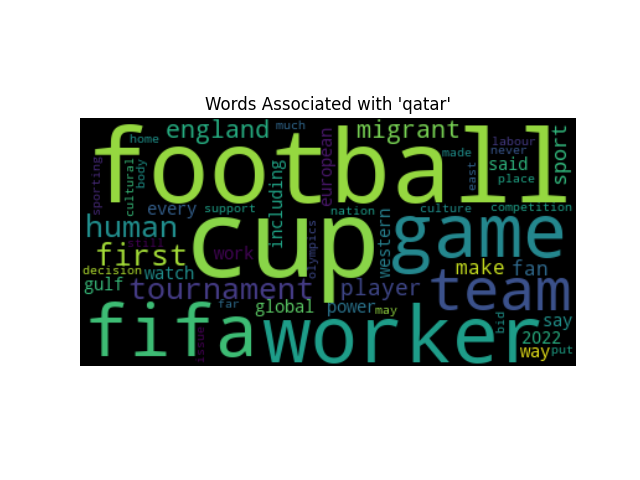 Words Associated with 'qatar'
home
england
much
migrant
labour
never
sport
football
sporting
cultural
body
european
made
east
said
place
including
every
support
nation
culture
competition
human
cup
game
western
olympics
still
first
work
decision
watch
make
fan
gulf
tournament
player
team
far
global
power
may
fifa
worker
issue
bid
say
2022
way
put